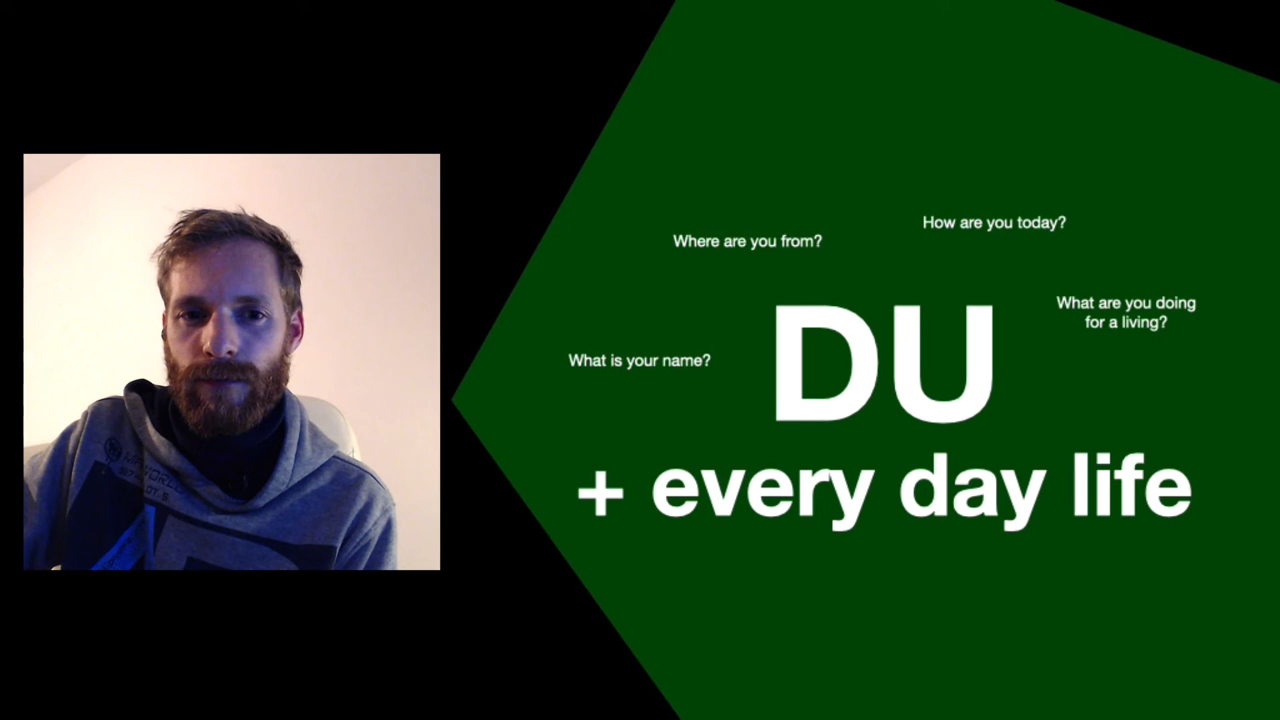 How are you today?
Where are you from?
What are you doing
for a living?
What is your name?
DU
+ every day life